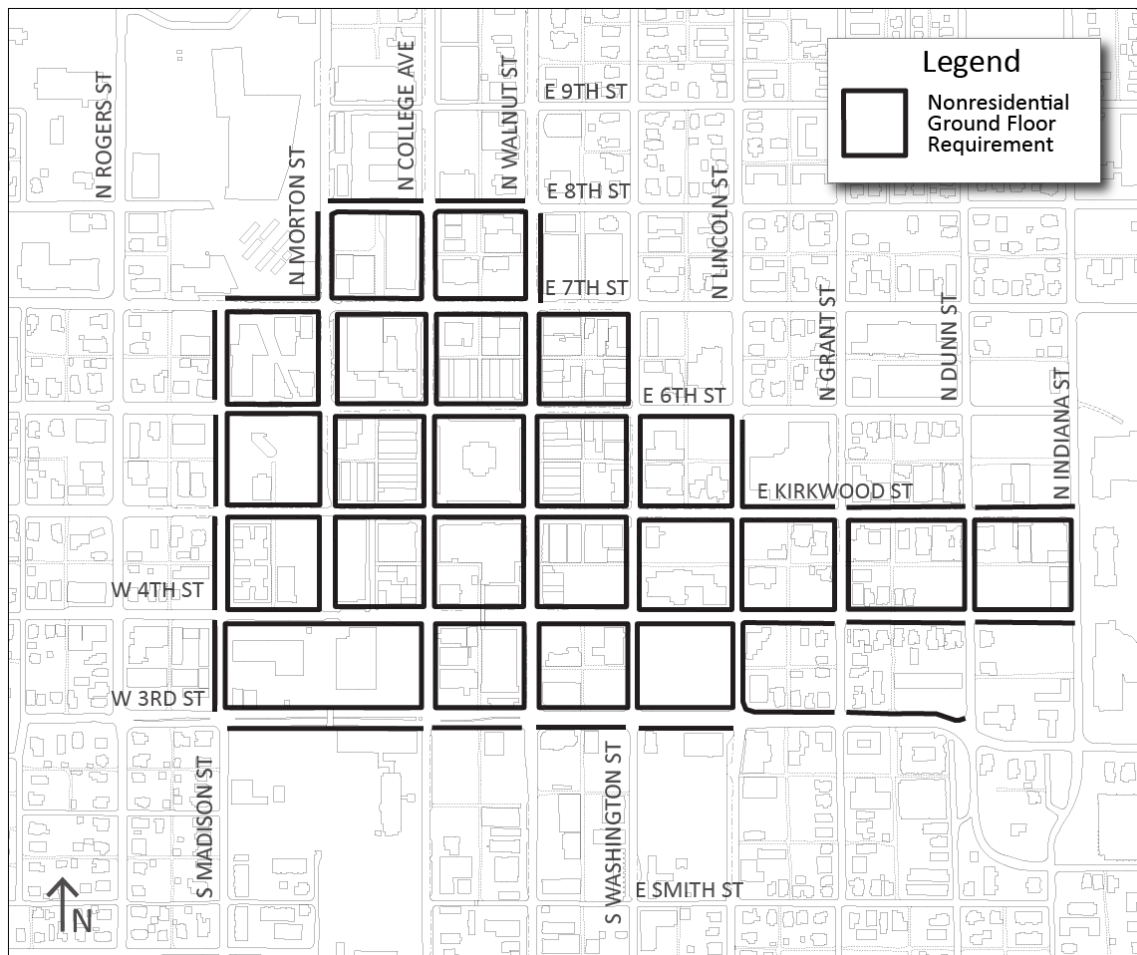 Legend
Nonresidential
Ground Floor
Requirement
N ROGERS ST
N MORTON ST
N COLLEGE AVE
N WALNUT ST
E 9TH ST
E 8TH ST
E 7TH ST
N LINCOLN ST
N GRANT ST
N DUNN ST
N INDIANA ST
E 6TH ST
E KIRKWOOD ST
W 4TH ST
W 3RD ST
S MADISON ST
S WASHINGTON ST
E SMITH ST
N